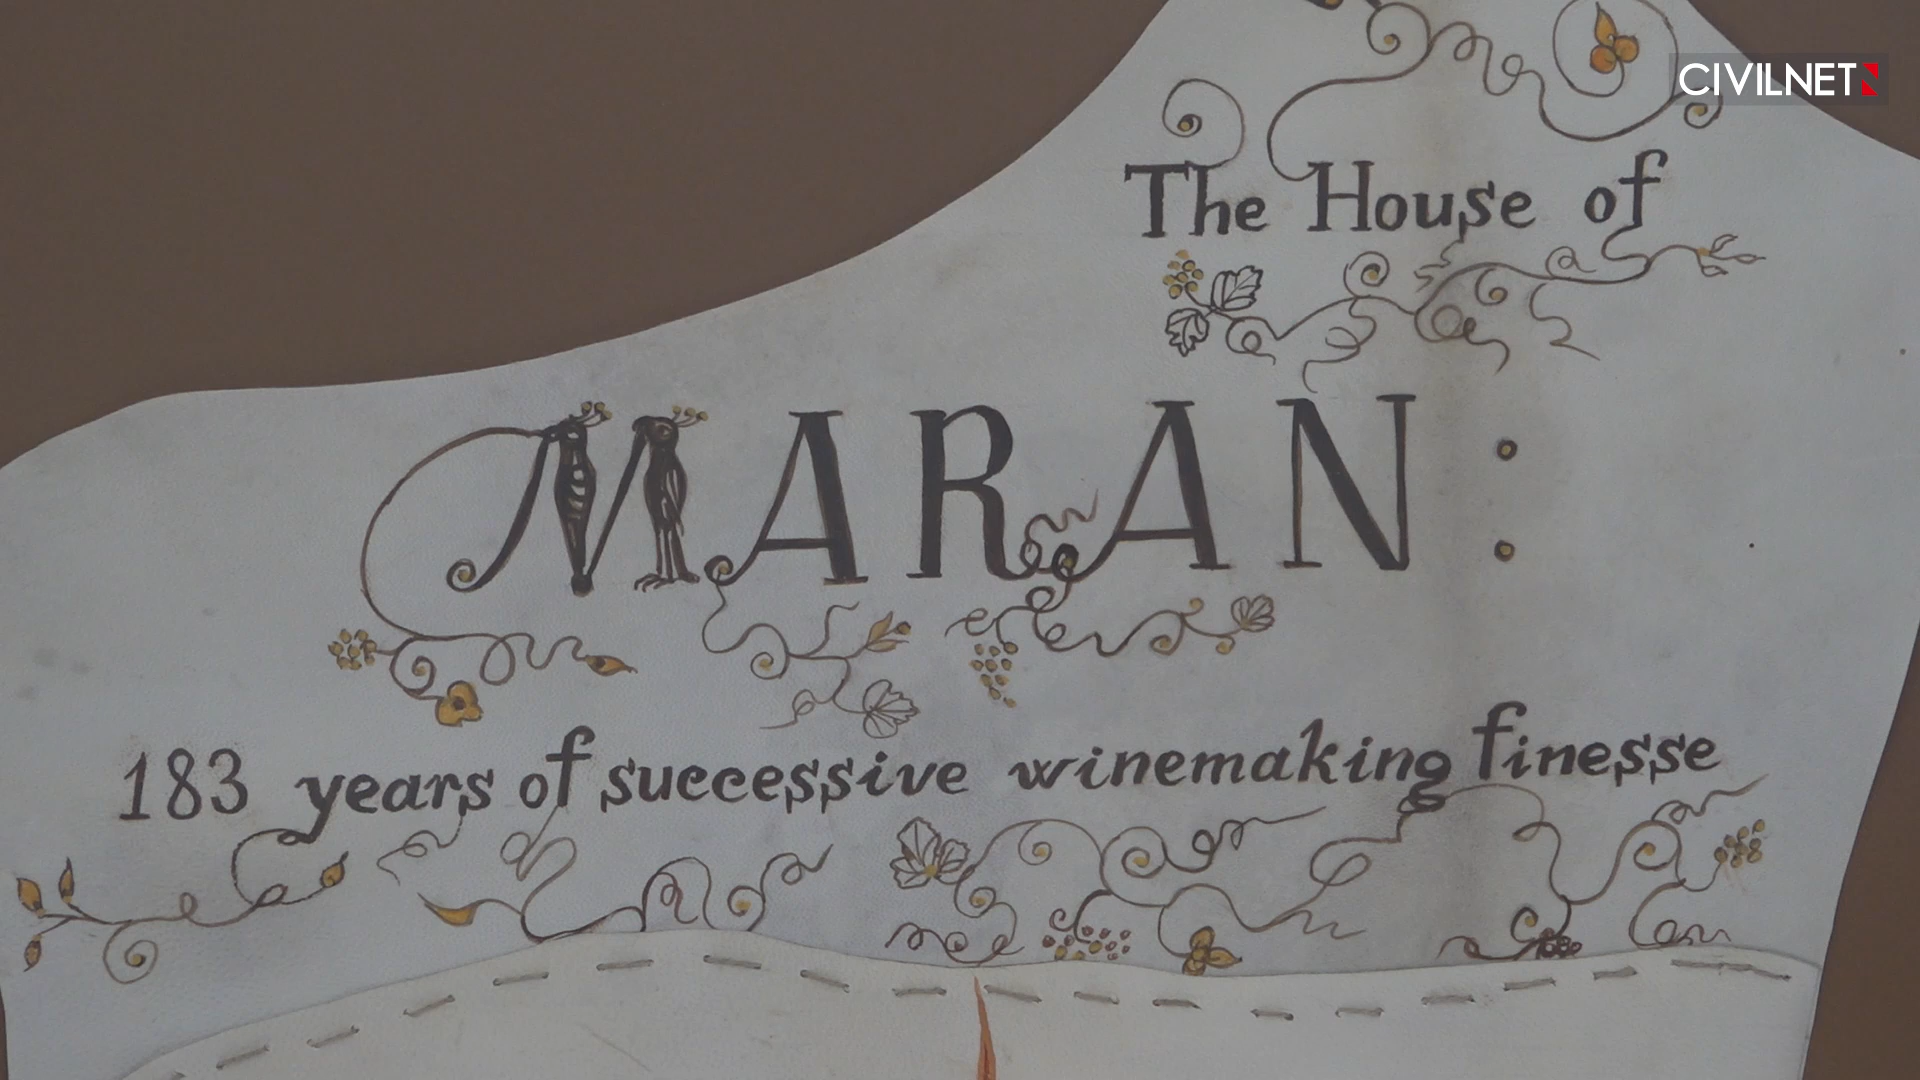 CIVILNET
The House of
MARAN:
183 years of successive winemaking finesse